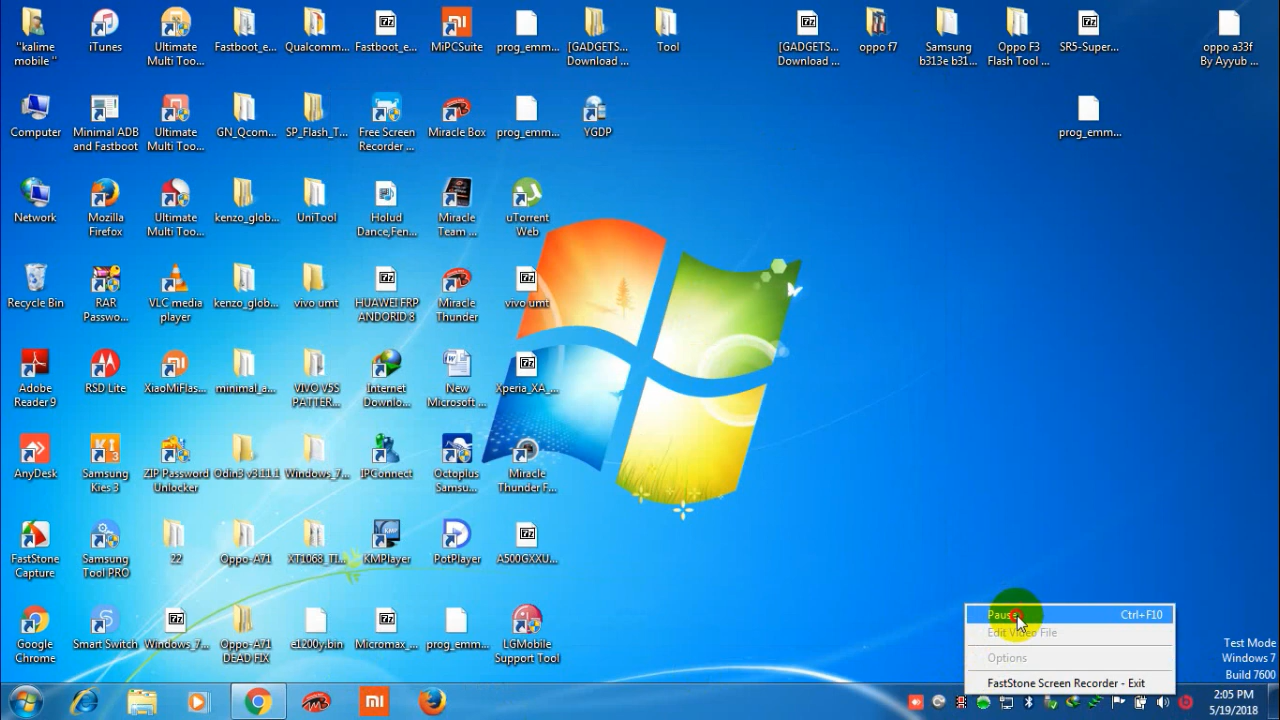 "kalime
mobile "
iTunes
Ultimate
Multi Too...
Fastboot_e...
Qualcomm...
Fastboot_e...
MiPCSuite
prog_emm...
[GADGETS...
Download ...
Tool
[GADGETS...
Download ...
oppo f7
Samsung
b313e b31...
Oppo F3
Flash Tool ...
SR5-Super...
oppo a33f
By Ayyub ...
Computer
Minimal ADB
and Fastboot
Ultimate
Multi Too...
GN_Qcom...
SP_Flash_T...
Free Screen
Recorder ...
Miracle Box
prog_emm...
YGDP
prog_emm...
Network
Mozilla
Firefox
Ultimate
Multi Too...
kenzo_glob...
UniTool
Holud
Dance,Fen...
Miracle
Team ...
uTorrent
Web
Recycle Bin
RAR
Passwo...
VLC media
player
kenzo_glob...
vivo umt
HUAWEI FRP
ANDORID 8
Miracle
Thunder
vivo umt
Adobe
Reader 9
RSD Lite
XiaoMiFlas...
minimal_a...
VIVO V5S
PATTER...
Internet
Downlo...
New
Microsoft ...
Xperia_XA_...
AnyDesk
Samsung
Kies 3
ZIP Password
Unlocker
Odin3 v3.11.1
Windows_7...
IPConnect
Octoplus
Samsu...
Miracle
Thunder F...
FastStone
Capture
Samsung
Tool PRO
22
Oppo-A71
XT1068_TI...
KMPlayer
PotPlayer
A500GXXU...
Google
Chrome
Smart Switch
Windows_7...
Oppo-A71
DEAD FIX
e1200y.bin
Micromax_...
prog_emm...
LGMobile
Support Tool
Pause Ctrl+F10
Edit Video File
Options
FastStone Screen Recorder - Exit
Test Mode
Windows 7
Build 7600
2:05 PM
5/19/2018